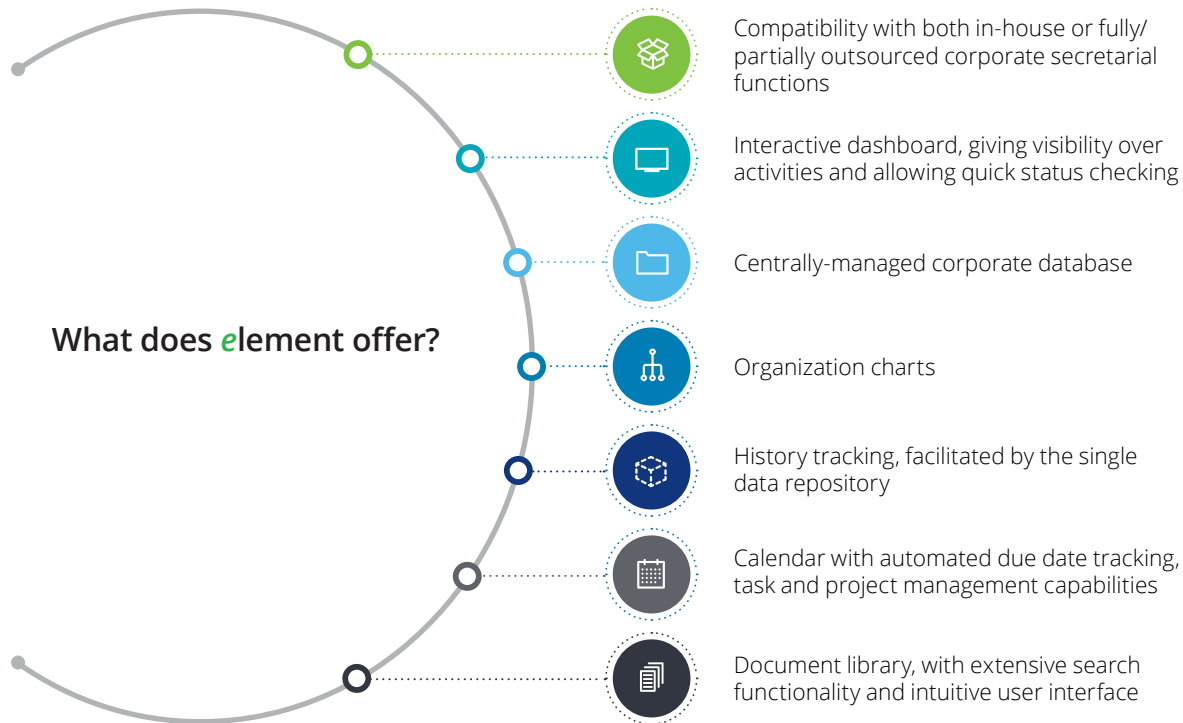 What does element offer?
Compatibility with both in-house or fully/
partially outsourced corporate secretarial
functions
Interactive dashboard, giving visibility over
activities and allowing quick status checking
Centrally-managed corporate database
Organization charts
History tracking, facilitated by the single
data repository
Calendar with automated due date tracking,
task and project management capabilities
Document library, with extensive search
functionality and intuitive user interface